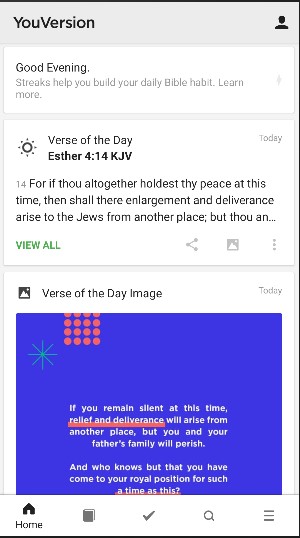 YouVersion
Good Evening.
Streaks help you build your daily Bible habit. Learn
more.
Verse of the Day
Today
Esther 4:14 KJV
14 For if thou altogether holdest thy peace at this
time, then shall there enlargement and deliverance
arise to the Jews from another place; but thou an...
VIEW ALL
Verse of the Day Image
Today
If you remain silent at this time,
relief and deliverance will arise from
another place, but you and your
father's family will perish.
And who knows but that you have
come to your royal position for such
a time as this?
Home